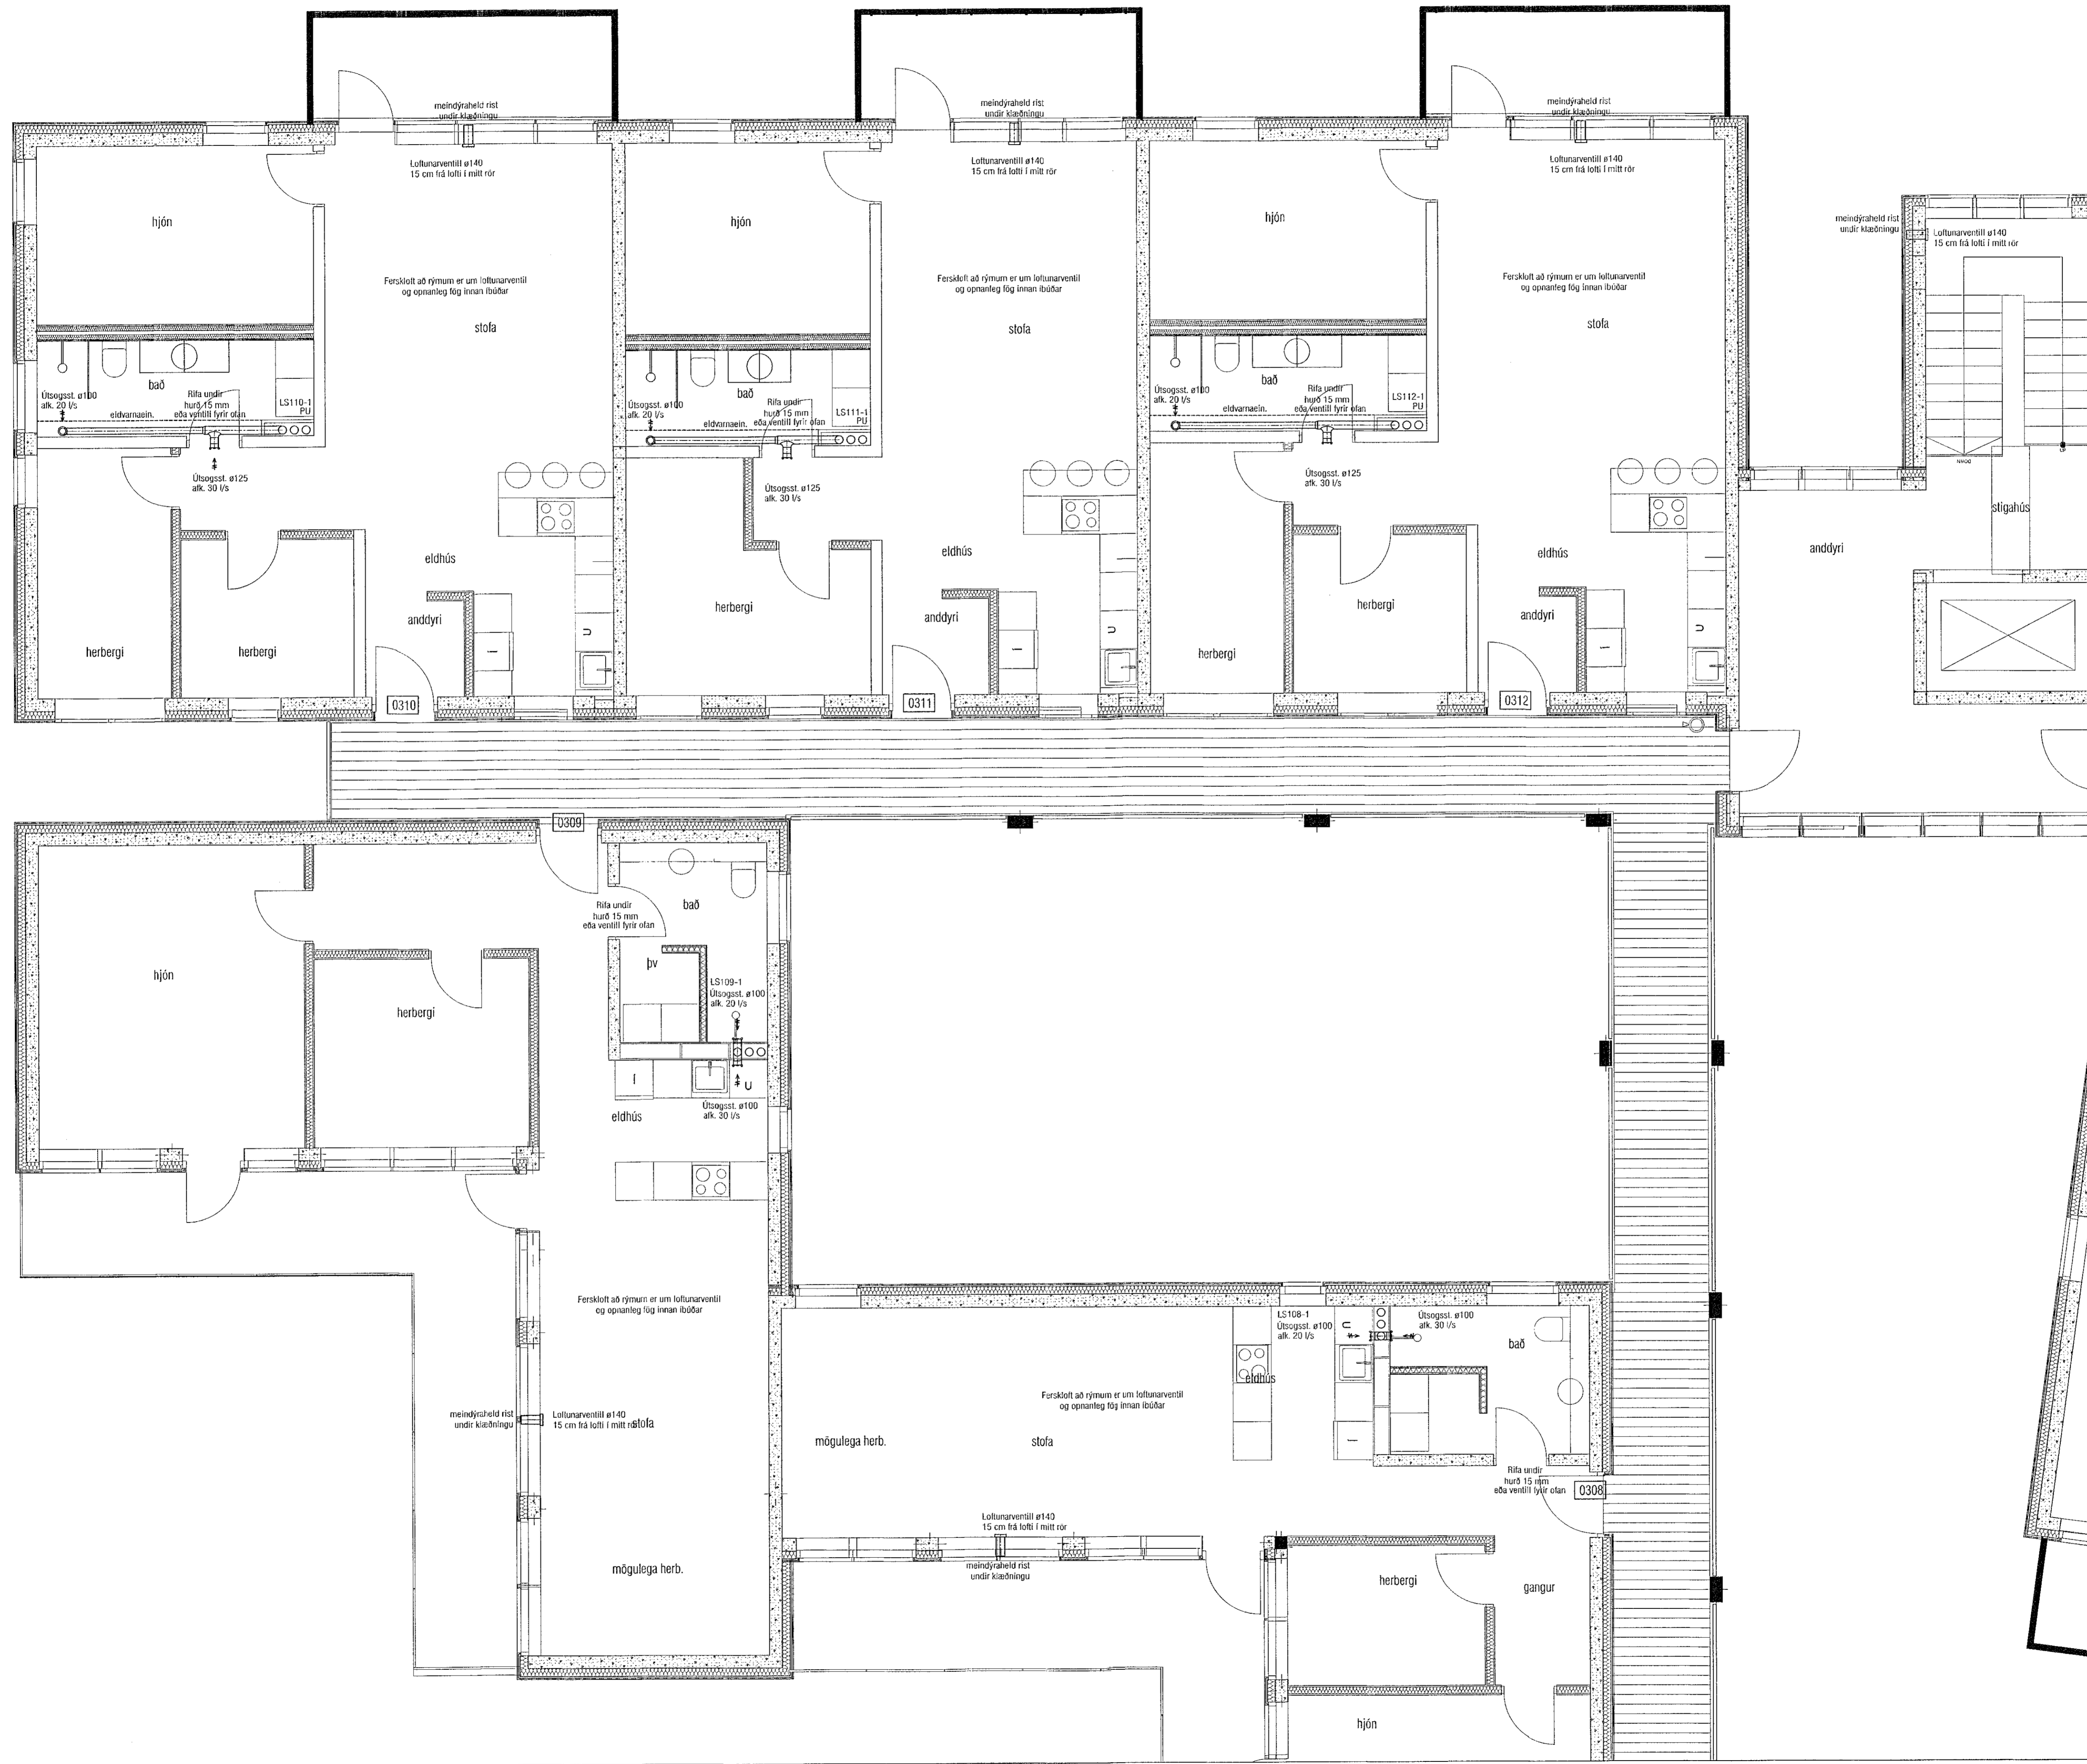 meindýraheld rist
undir klæðningu
Loftunarventill ø140
15 cm frá lofti í mitt rör
hjón
Ferskloft að rýmum er um loftunarventil
og opnanleg fög innan íbúðar
stofa
bað
Útsogsst. ø100
afk. 20 l/s
eldvarnaein.
Rifa undir
hurð 15 mm
eða ventill fyrir ofan
LS110-1
PU
Útsogsst. ø125
afk. 30 l/s
eldhús
anddyri
herbergi
herbergi
Í
U
0310
meindýraheld rist
undir klæðningu
Loftunarventill ø140
15 cm frá lofti í mitt rör
hjón
Ferskloft að rýmum er um loftunarventil
og opnanleg fög innan íbúðar
stofa
bað
Útsogsst. ø100
afk. 20 l/s
eldvarnaein.
Rifa undir
hurð 15 mm
eða ventill fyrir ofan
LS111-1
PU
Útsogsst. ø125
afk. 30 l/s
eldhús
anddyri
herbergi
U
0311
meindýraheld rist
undir klæðningu
Loftunarventill ø140
15 cm frá lofti í mitt rör
hjón
Ferskloft að rýmum er um loftunarventil
og opnanleg fög innan íbúðar
stofa
bað
Útsogsst. ø100
afk. 20 l/s
eldvarnaein.
Rifa undir
hurð 15 mm
eða ventill fyrir ofan
LS112-1
PU
Útsogsst. ø125
afk. 30 l/s
eldhús
anddyri
herbergi
herbergi
U
0312
meindýraheld rist
undir klæðningu
Loftunarventill ø140
15 cm frá lofti í mitt rör
DOWN
UP
stigahús
anddyri
0309
Rifa undir
hurð 15 mm
eða ventill fyrir ofan
bað
hjón
herbergi
þv
LS109-1
Útsogsst. ø100
afk. 20 l/s
Í
U
Útsogsst. ø100
afk. 30 l/s
eldhús
Ferskloft að rýmum er um loftunarventil
og opnanleg fög innan íbúðar
meindýraheld rist
undir klæðningu
Loftunarventill ø140
15 cm frá lofti í mitt rör
stofa
mögulega herb.
LS108-1
Útsogsst. ø100
afk. 20 l/s
U
Útsogsst. ø100
afk. 30 l/s
bað
eldhús
Ferskloft að rýmum er um loftunarventil
og opnanleg fög innan íbúðar
mögulega herb.
stofa
Rifa undir
hurð 15 mm
eða ventill fyrir ofan
0308
Loftunarventill ø140
15 cm frá lofti í mitt rör
meindýraheld rist
undir klæðningu
herbergi
gangur
hjón